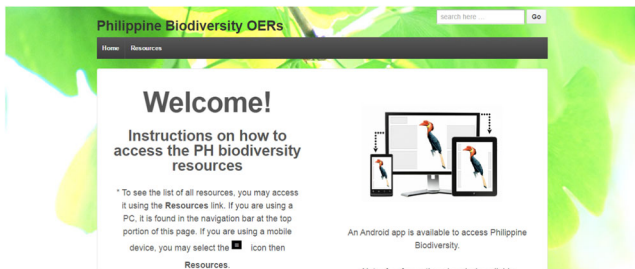 Philippine Biodiversity OERs
search here ...
Go
Home Resources
Welcome!
Instructions on how to
access the PH biodiversity
resources
* To see the list of all resources, you may access
it using the Resources link. If you are using a
PC, it is found in the navigation bar at the top
portion of this page. If you are using a mobile
device, you may select the icon then
Resources.
An Android app is available to access Philippine
Biodiversity.